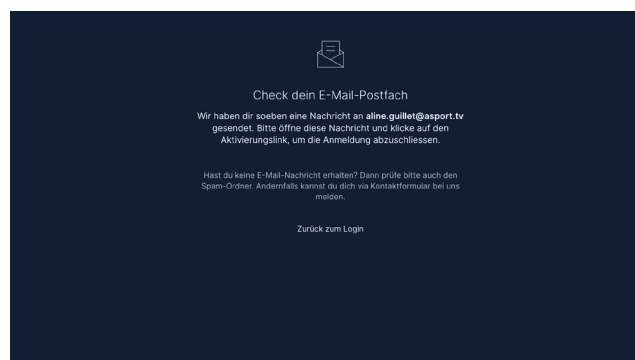 Check dein E-Mail-Postfach
Wir haben dir soeben eine Nachricht an aline.guillet@asport.tv
gesendet. Bitte öffne diese Nachricht und klicke auf den
Aktivierungslink, um die Anmeldung abzuschliessen.
Hast du keine E-Mail-Nachricht erhalten? Dann prüfe bitte auch den
Spam-Ordner. Andernfalls kannst du dich via Kontaktformular bei uns
melden.
Zurück zum Login